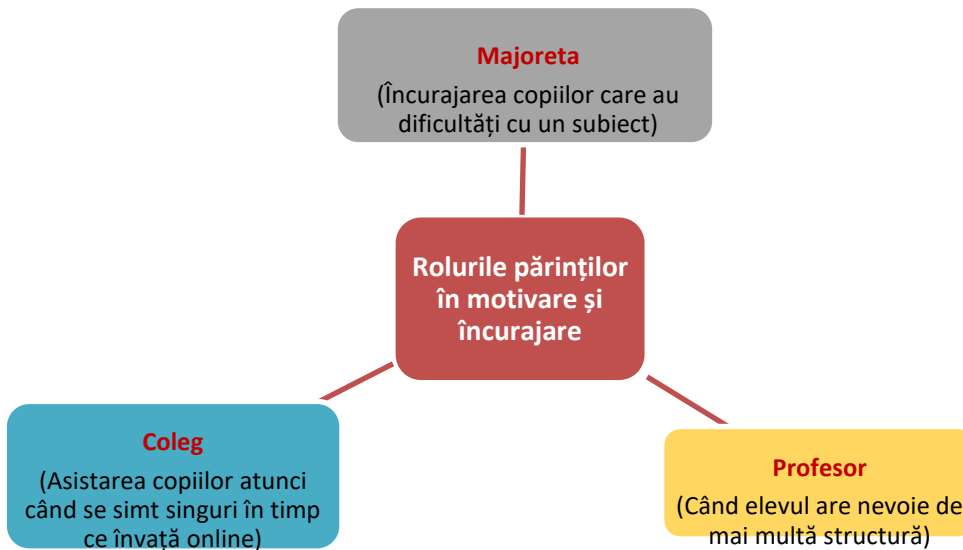 Majoreta
(Încurajarea copiilor care au
dificultăți cu un subiect)
Rolurile părinților
în motivare și
încurajare
Coleg
(Asistarea copiilor atunci
când se simt singuri în timp
ce învață online)
Profesor
(Când elevul are nevoie de
mai multă structură)